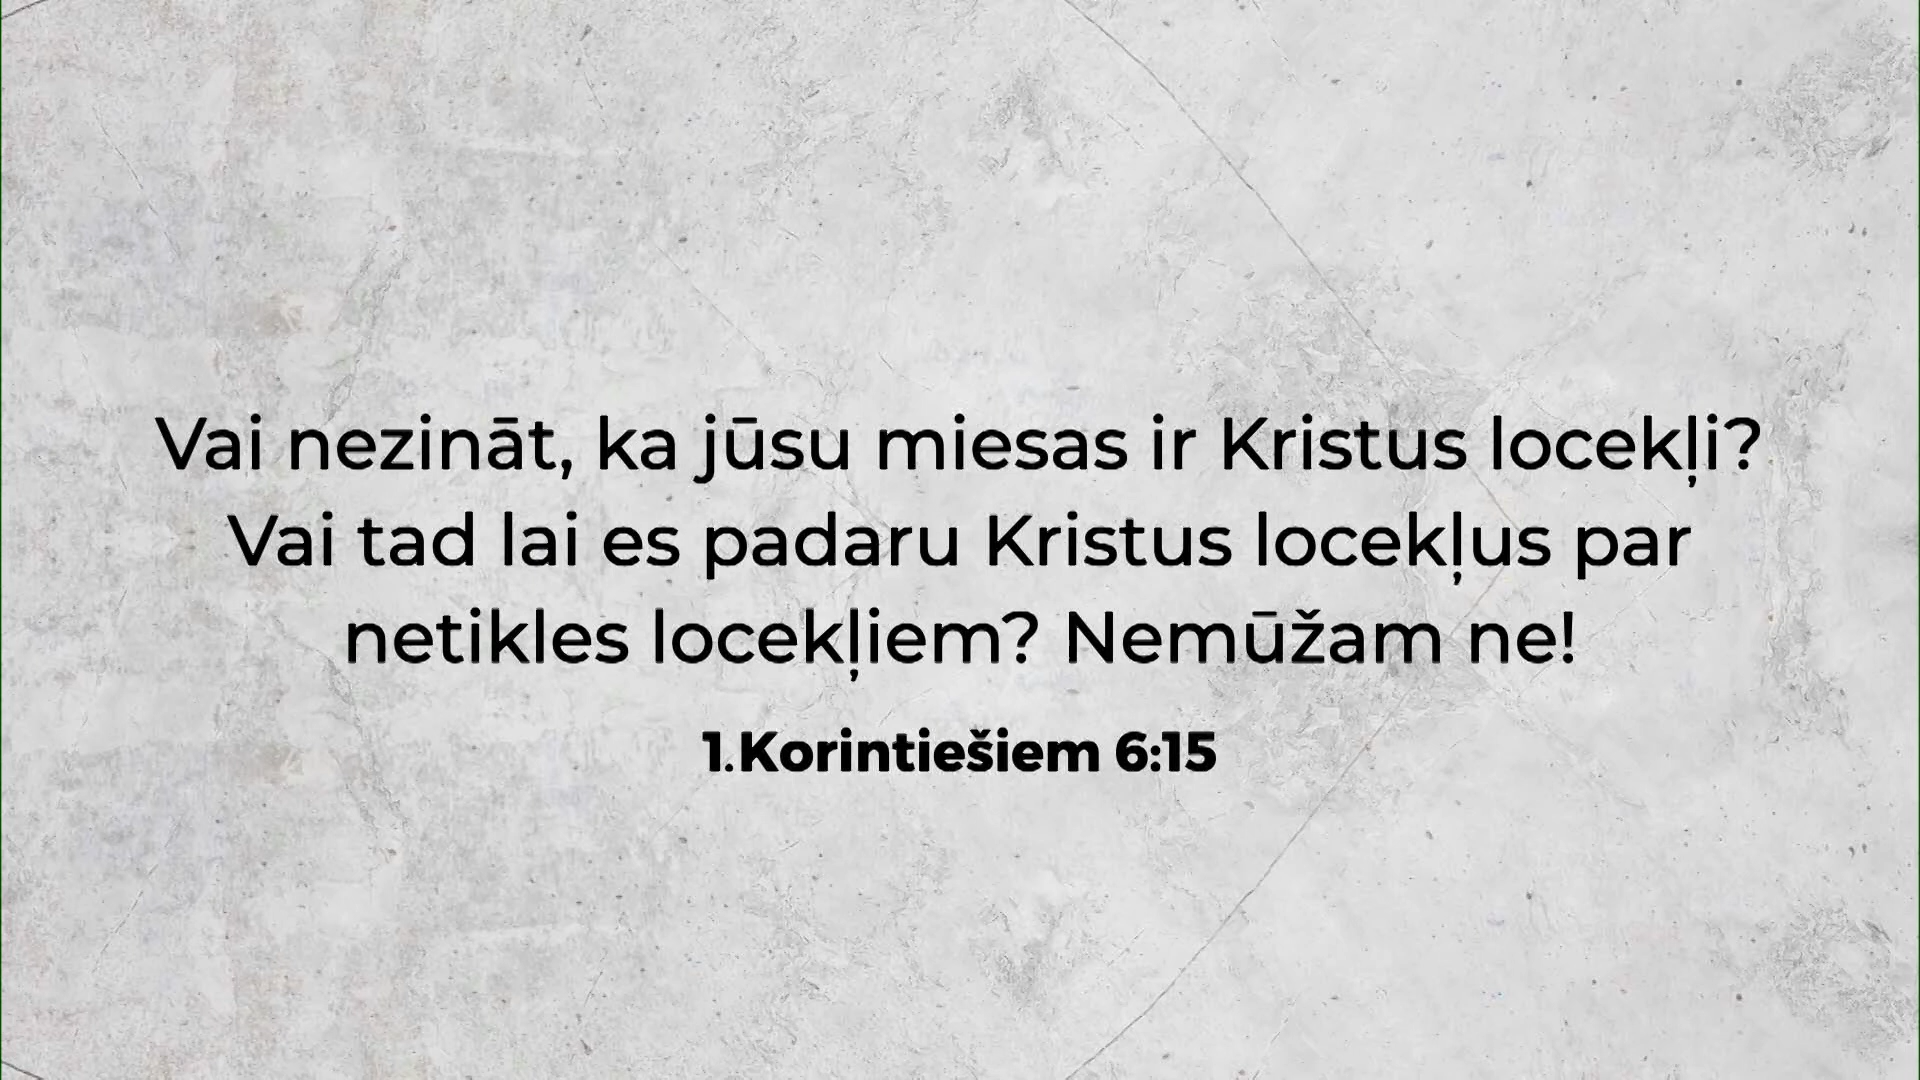 Vai nezināt, ka jūsu miesas ir Kristus locekļi?
Vai tad lai es padaru Kristus locekļus par
netikles locekļiem? Nemūžam ne!
1.Korintiešiem 6:15